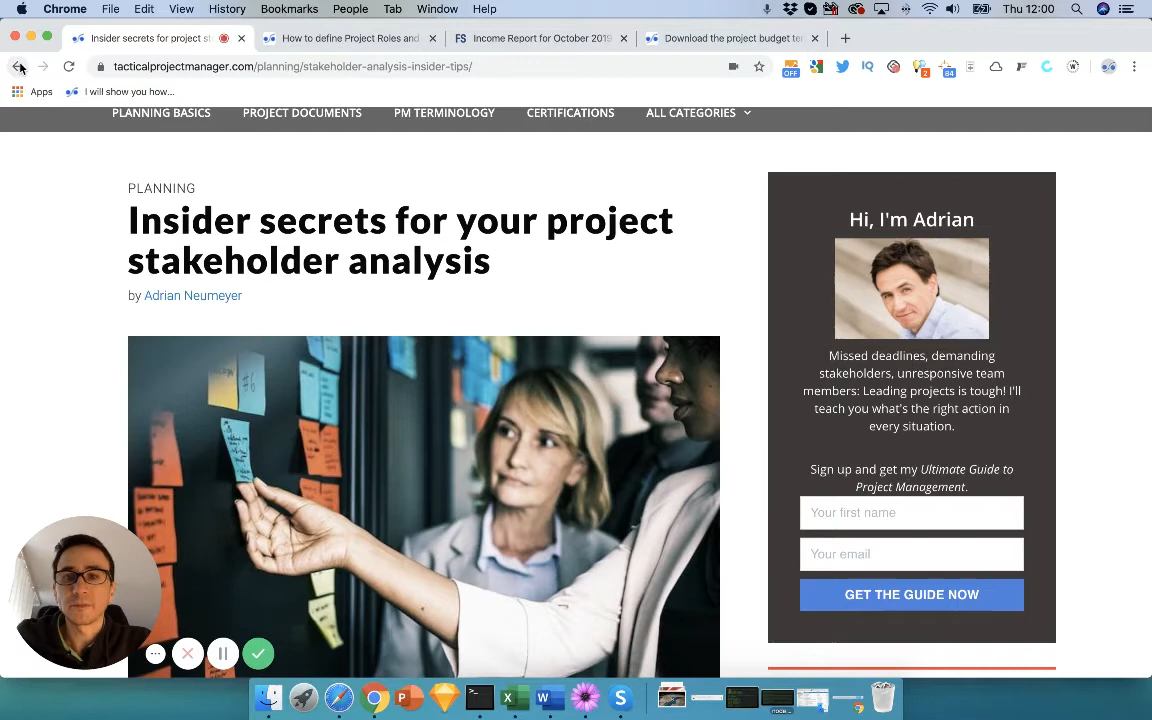 Chrome File Edit View History Bookmarks People Tab Window Help Thu 12:00
Insider secrets for project st
How to define Project Roles and
FS Income Report for October 2019
Download the project budget te
tacticalprojectmanager.com/planning/stakeholder-analysis-insider-tips/
OFF
IQ
2
84
Apps
I will show you how...
PLANNING BASICS PROJECT DOCUMENTS PM TERMINOLOGY CERTIFICATIONS ALL CATEGORIES
PLANNING
Insider secrets for your project
stakeholder analysis
by Adrian Neumeyer
#6
Hi, I'm Adrian
Missed deadlines, demanding
stakeholders, unresponsive team
members: Leading projects is tough! I'll
teach you what's the right action in
every situation.
Sign up and get my Ultimate Guide to
Project Management.
Your first name
Your email
GET THE GUIDE NOW